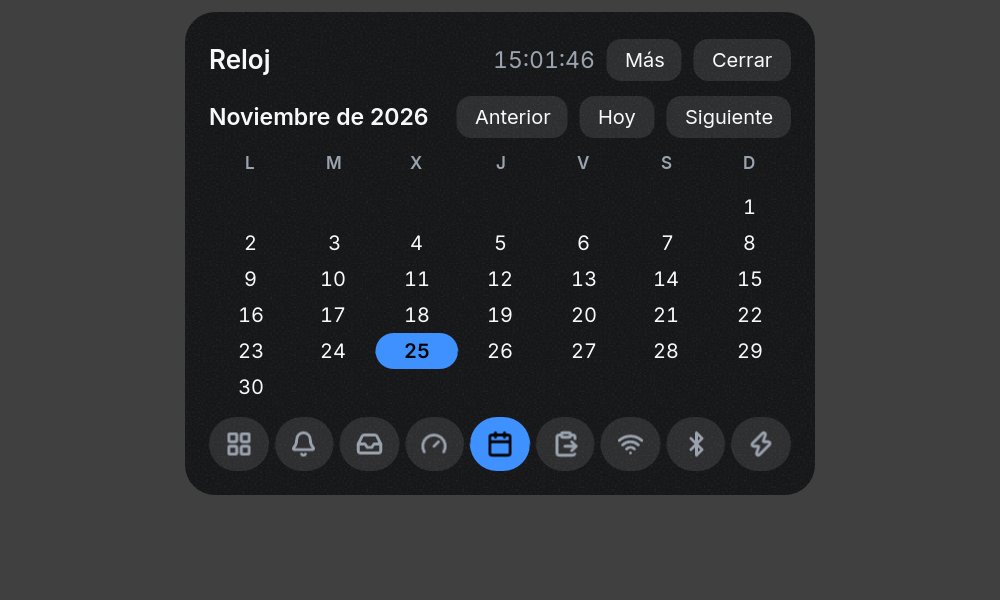 Reloj 15:01:46 Más Cerrar
Noviembre de 2026 Anterior Hoy Siguiente
L M X J V S D
1
2 3 4 5 6 7 8
9 10 11 12 13 14 15
16 17 18 19 20 21 22
23 24 25 26 27 28 29
30